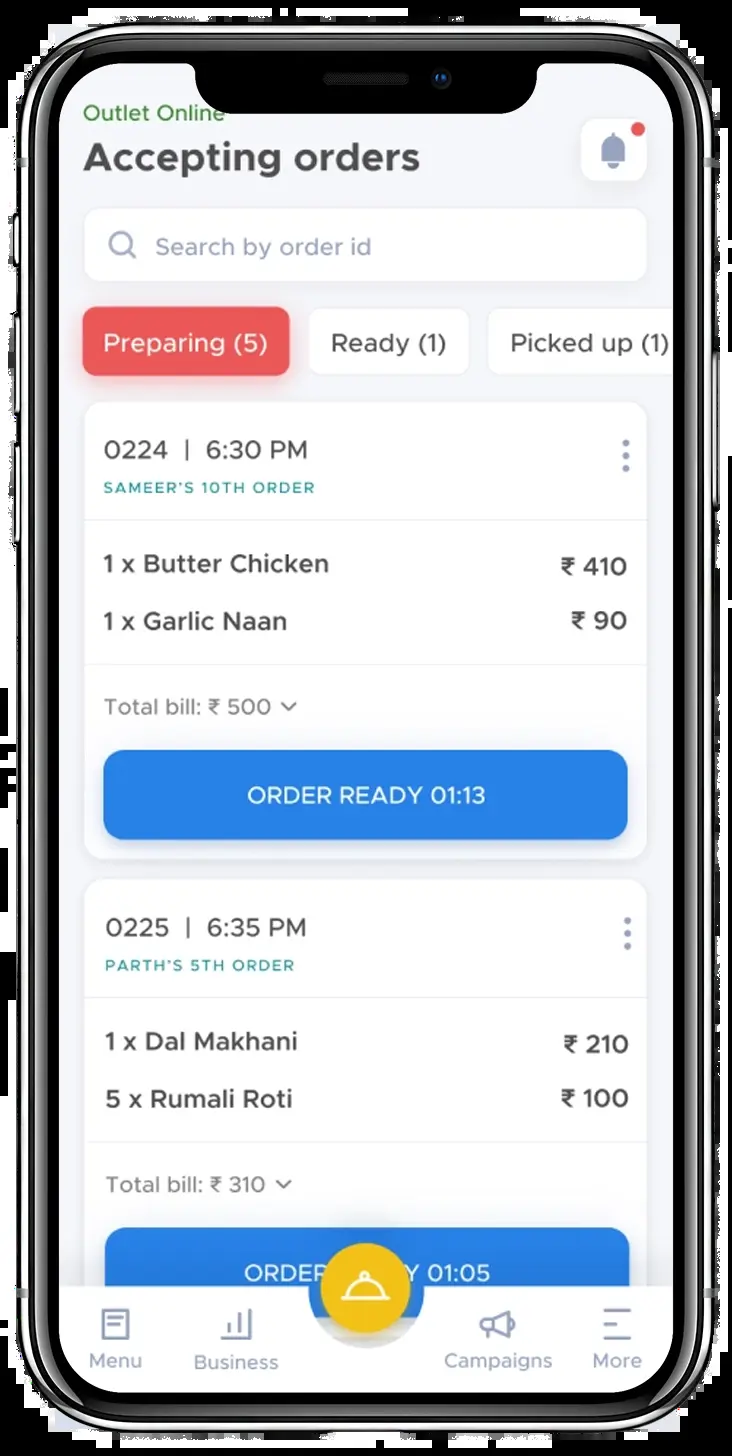 Outlet Online
Accepting orders
Search by order id
Preparing (5) Ready (1) Picked up (1)
0224 | 6:30 PM
SAMEER'S 10TH ORDER
1 x Butter Chicken ₹ 410
1 x Garlic Naan ₹ 90
Total bill: ₹ 500
ORDER READY 01:13
0225 | 6:35 PM
PARTH'S 5TH ORDER
1 x Dal Makhani ₹ 210
5 x Rumali Roti ₹ 100
Total bill: ₹ 310
ORDER 01:05
Menu Business Campaigns More